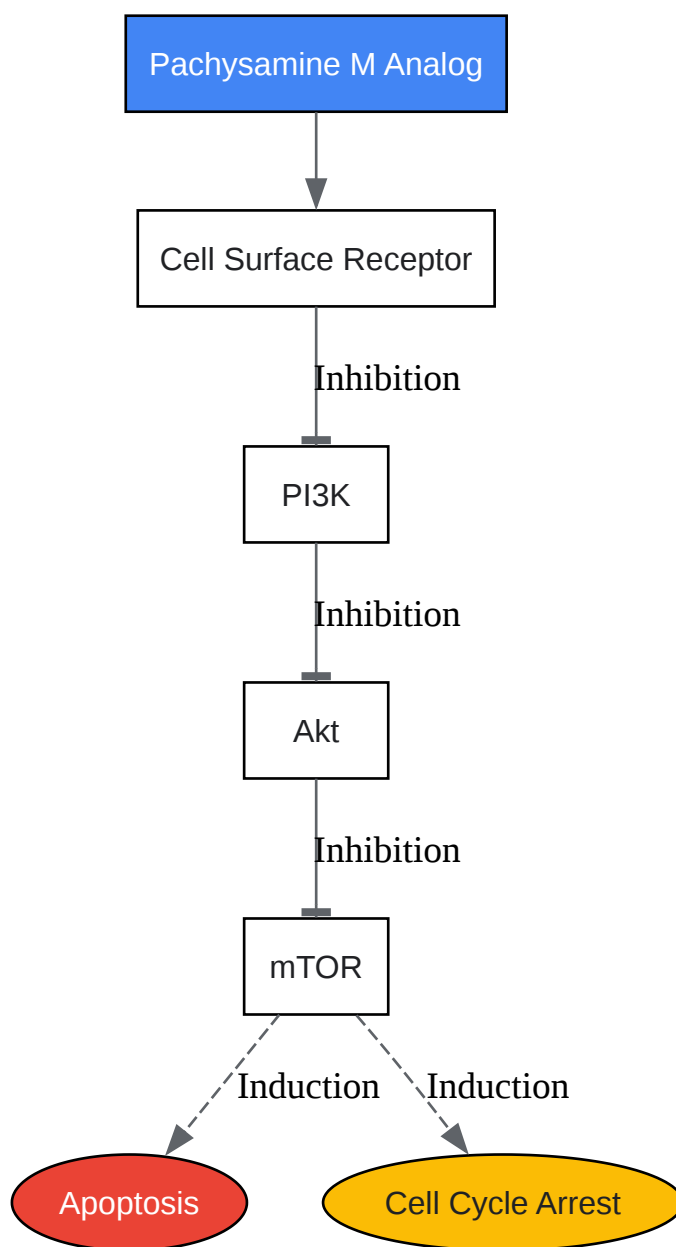 Pachysamine M Analog
Cell Surface Receptor
Inhibition
PI3K
Inhibition
Akt
Inhibition
mTOR
Induction
Induction
Apoptosis
Cell Cycle Arrest